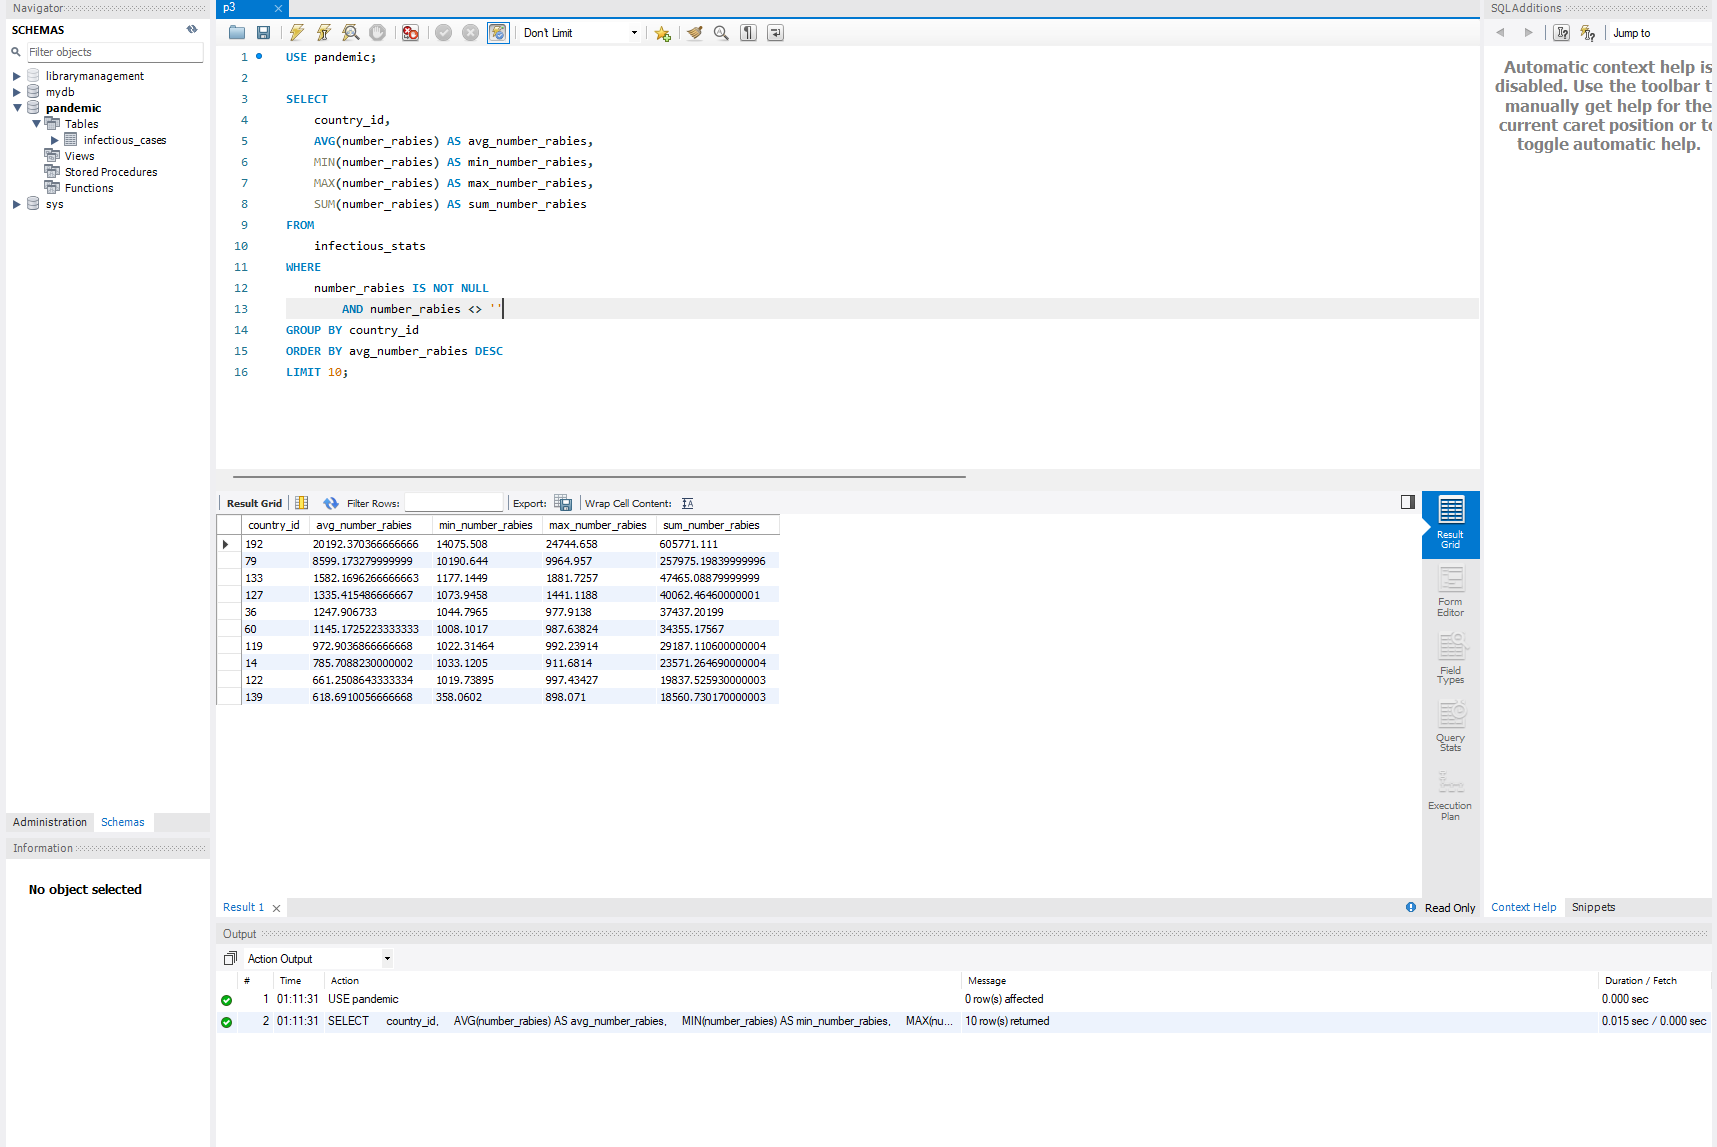 Navigator
SCHEMAS
Filter objects
librarymanagement
mydb
pandemic
Tables
infectious_cases
Views
Stored Procedures
Functions
sys
Administration Schemas
Information
No object selected
p3
Don't Limit
1 USE pandemic;
2
3 SELECT
4 country_id,
5 AVG(number_rabies) AS avg_number_rabies,
6 MIN(number_rabies) AS min_number_rabies,
7 MAX(number_rabies) AS max_number_rabies,
8 SUM(number_rabies) AS sum_number_rabies
9 FROM
10 infectious_stats
11 WHERE
12 number_rabies IS NOT NULL
13 AND number_rabies <> ''
14 GROUP BY country_id
15 ORDER BY avg_number_rabies DESC
16 LIMIT 10;
Result Grid Filter Rows: Export: Wrap Cell Content:
country_id avg_number_rabies min_number_rabies max_number_rabies sum_number_rabies
192 20192.370366666666 14075.508 24744.658 605771.111
79 8599.173279999999 10190.644 9964.957 257975.19839999996
133 1582.1696266666663 1177.1449 1881.7257 47465.08879999999
127 1335.415486666667 1073.9458 1441.1188 40062.46460000001
36 1247.906733 1044.7965 977.9138 37437.20199
60 1145.1725223333333 1008.1017 987.63824 34355.17567
119 972.9036866666668 1022.31464 992.23914 29187.110600000004
14 785.7088230000002 1033.1205 911.6814 23571.264690000004
122 661.2508643333334 1019.73895 997.43427 19837.525930000003
139 618.6910056666668 358.0602 898.071 18560.730170000003
Result
Grid
Form
Editor
Field
Types
Query
Stats
Execution
Plan
Result 1 Read Only
SQLAdditions
Jump to
Automatic context help is
disabled. Use the toolbar t
manually get help for the
current caret position or to
toggle automatic help.
Context Help Snippets
Output
Action Output
# Time Action Message Duration / Fetch
1 01:11:31 USE pandemic 0 row(s) affected 0.000 sec
2 01:11:31 SELECT country_id, AVG(number_rabies) AS avg_number_rabies, MIN(number_rabies) AS min_number_rabies, MAX(nu... 10 row(s) returned 0.015 sec / 0.000 sec